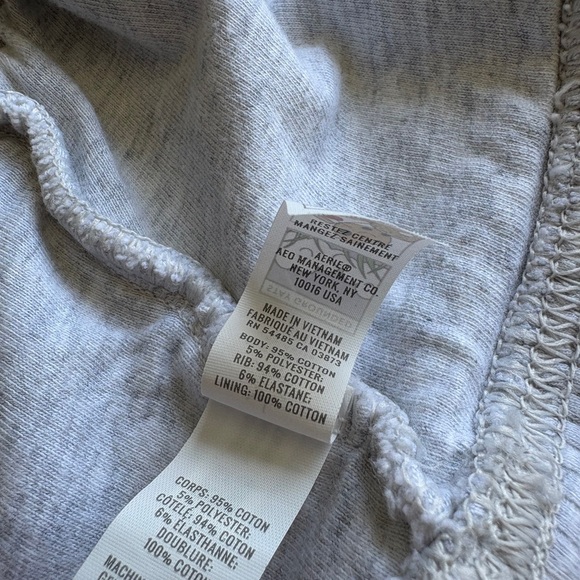 RESTEZ CENTRÉ
MANGEZ SAINEMENT
AERIE®
AEO MANAGEMENT CO.
NEW YORK, NY
10016 USA
STAY GROUNDED
MADE IN VIETNAM
FABRIQUÉ AU VIETNAM
RN 54485 CA 03873
BODY: 95% COTTON
5% POLYESTER;
RIB: 94% COTTON
6% ELASTANE;
LINING: 100% COTTON
CORPS: 95% COTON
5% POLYESTER;
CÔTELÉ: 94% COTON
6% ÉLASTHANNE;
DOUBLURE:
100% COTON